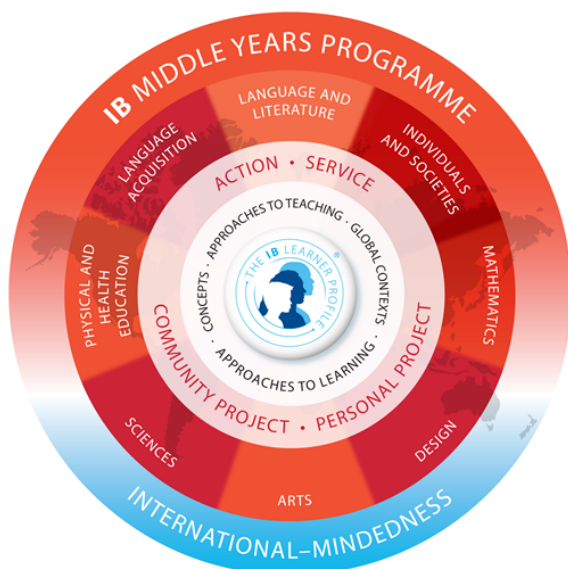 IB MIDDLE YEARS PROGRAMME
LANGUAGE AND
LITERATURE
INDIVIDUALS
AND SOCIETIES
MATHEMATICS
DESIGN
ARTS
SCIENCES
PHYSICAL AND
HEALTH
EDUCATION
LANGUAGE
ACQUISITION
ACTION • SERVICE
COMMUNITY PROJECT • PERSONAL PROJECT
APPROACHES TO TEACHING · GLOBAL CONTEXTS ·
APPROACHES TO LEARNING · CONCEPTS ·
THE IB LEARNER PROFILE ®
INTERNATIONAL–MINDEDNESS